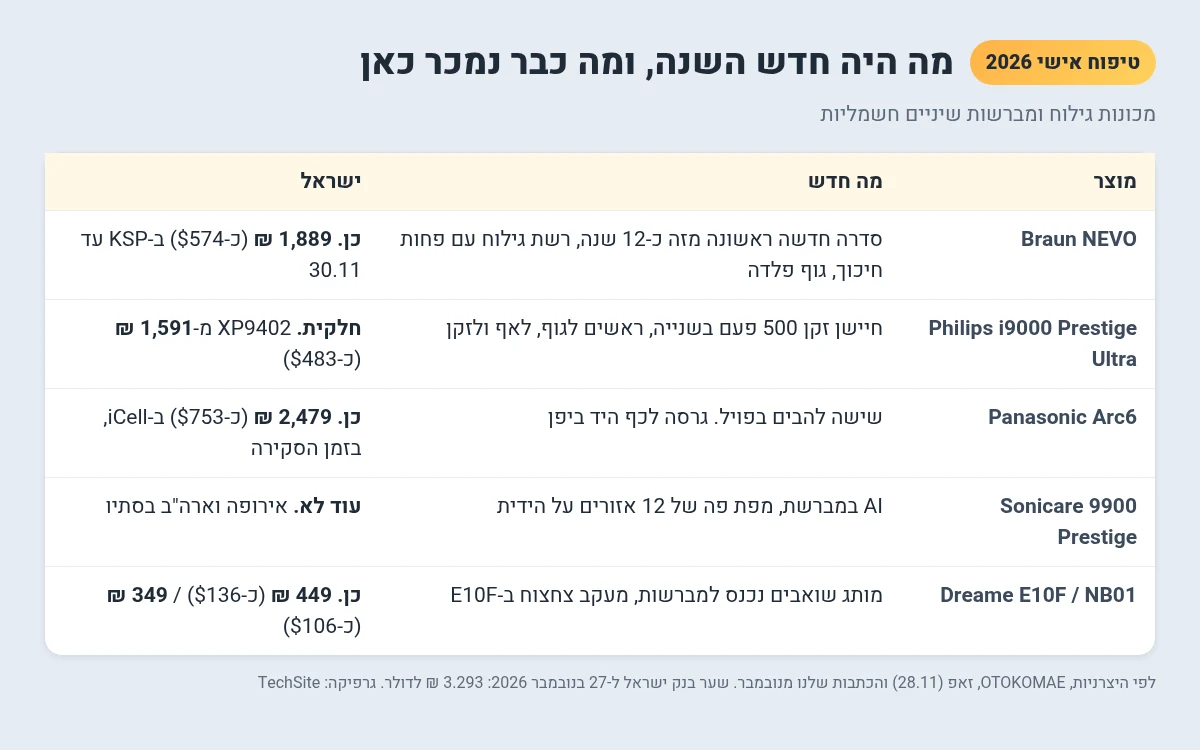 טיפוח אישי 2026
מה היה חדש השנה, ומה כבר נמכר כאן
מכונות גילוח ומברשות שיניים חשמליות
מוצר
מה חדש
ישראל
Braun NEVO
סדרה חדשה ראשונה מזה כ-12 שנה, רשת גילוח עם פחות
חיכוך, גוף פלדה
כן. 1,889 ₪ (כ-574$) ב-KSP עד
30.11
Philips i9000 Prestige
Ultra
חיישן זקן 500 פעם בשנייה, ראשים לגוף, לאף ולזקן
חלקית. XP9402 מ-1,591 ₪
(כ-483$)
Panasonic Arc6
שישה להבים בפויל. גרסה לכף היד ביפן
כן. 2,479 ₪ (כ-753$) ב-iCell,
בזמן הסקירה
Sonicare 9900
Prestige
AI במברשת, מפת פה של 12 אזורים על הידית
עוד לא. אירופה וארה"ב בסתיו
Dreame E10F / NB01
מותג שואבים נכנס למברשות, מעקב צחצוח ב-E10F
כן. 449 ₪ (כ-136$) / 349 ₪
(כ-106$)
לפי היצרניות, OTOKOMAE, זאפ (28.11) והכתבות שלנו מנובמבר. שער בנק ישראל ל-27 בנובמבר 2026: 3.293 ₪ לדולר. גרפיקה: TechSite